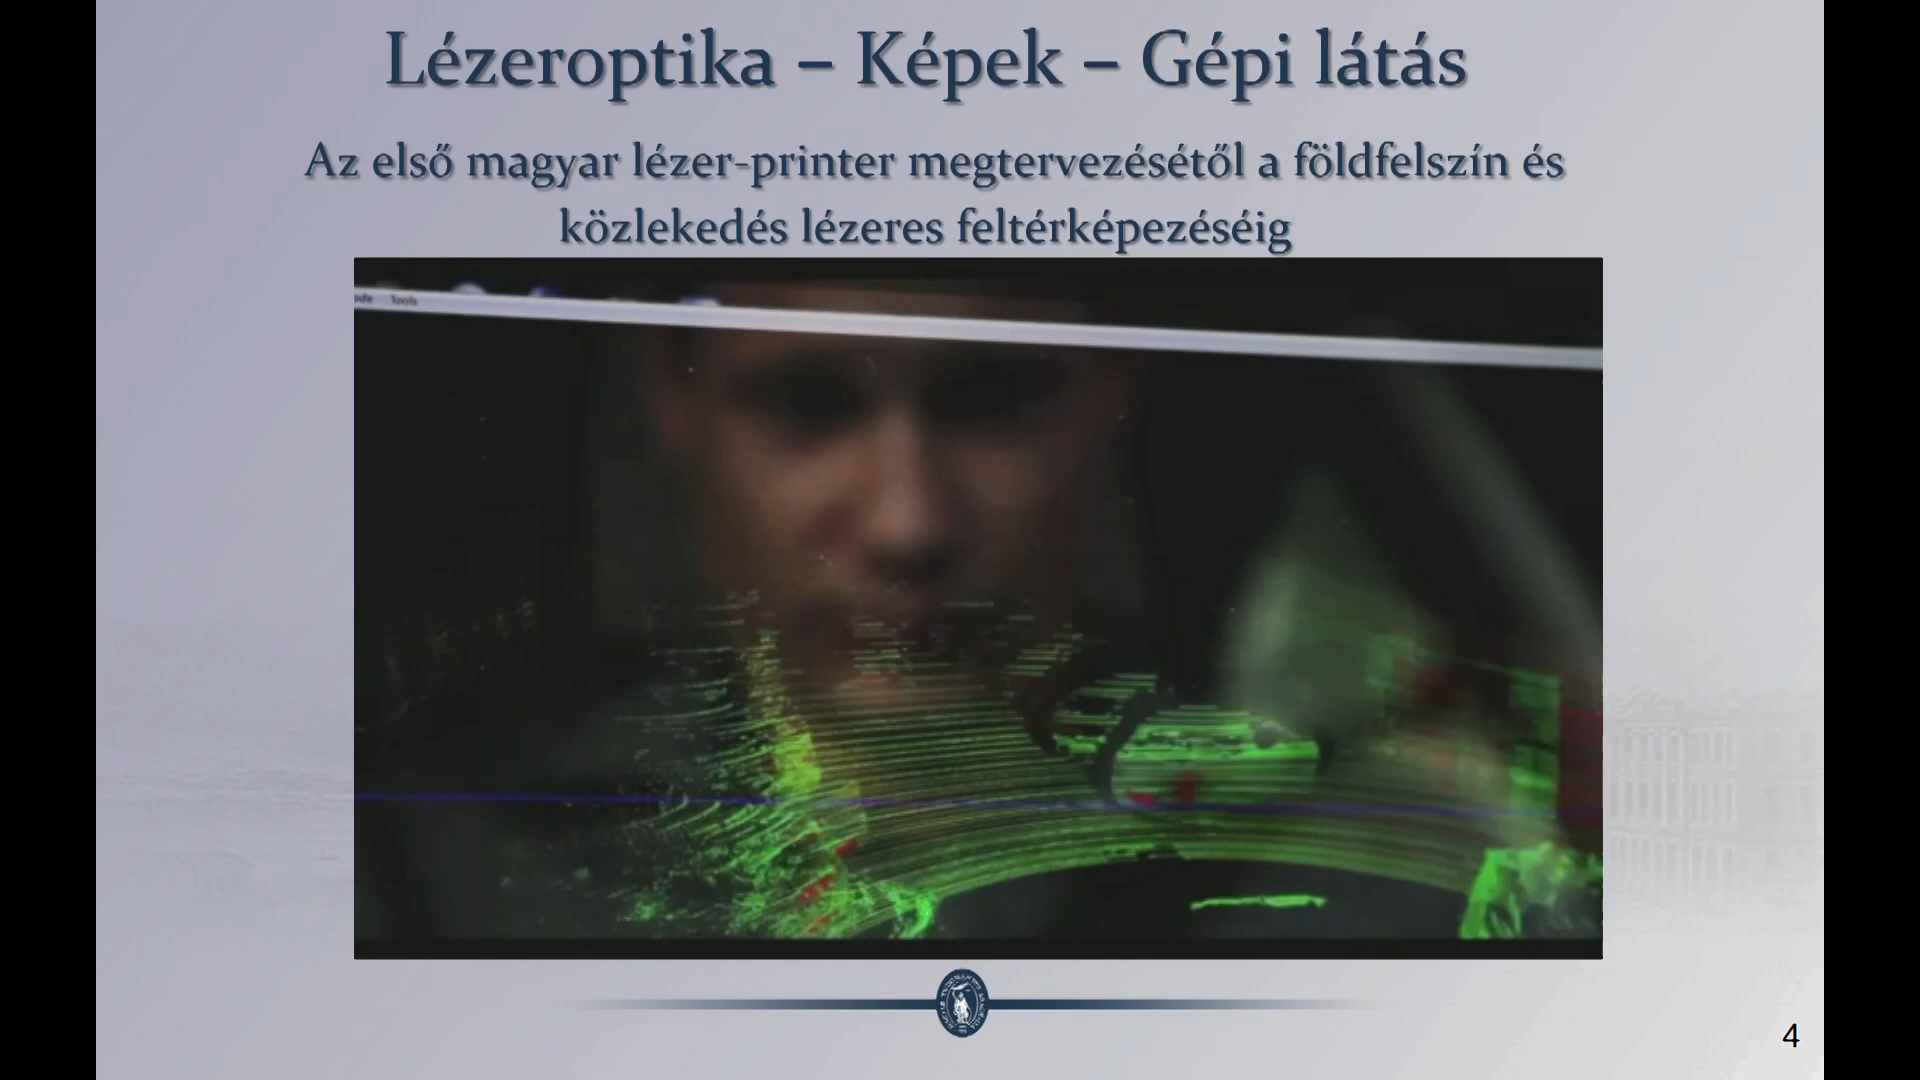 Lézeroptika – Képek – Gépi látás
Az első magyar lézer-printer megtervezésétől a földfelszín és
közlekedés lézeres feltérképezéséig
Tools
4